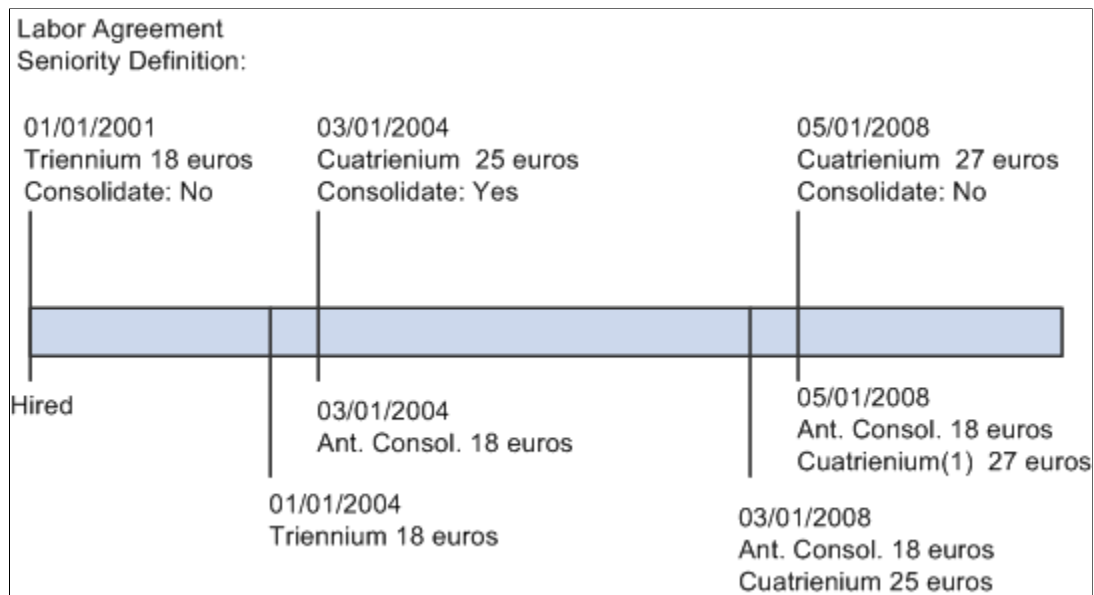 Labor Agreement
Seniority Definition:
01/01/2001
Triennium 18 euros
Consolidate: No
03/01/2004
Cuatrienium 25 euros
Consolidate: Yes
05/01/2008
Cuatrienium 27 euros
Consolidate: No
Hired
03/01/2004
Ant. Consol. 18 euros
05/01/2008
Ant. Consol. 18 euros
Cuatrienium(1) 27 euros
01/01/2004
Triennium 18 euros
03/01/2008
Ant. Consol. 18 euros
Cuatrienium 25 euros